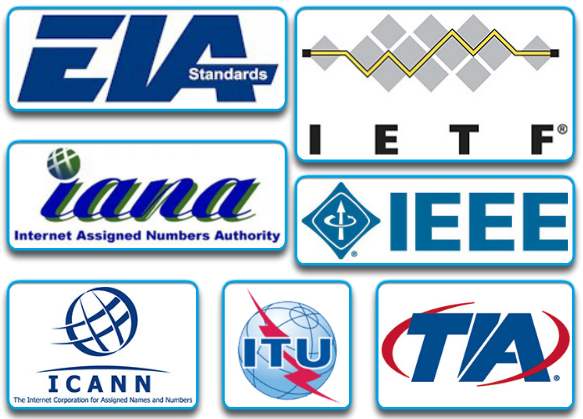 EIA
Standards
IETF®
iana
Internet Assigned Numbers Authority
IEEE
®
ICANN
The Internet Corporation for Assigned Names and Numbers
ITU
TIA
®